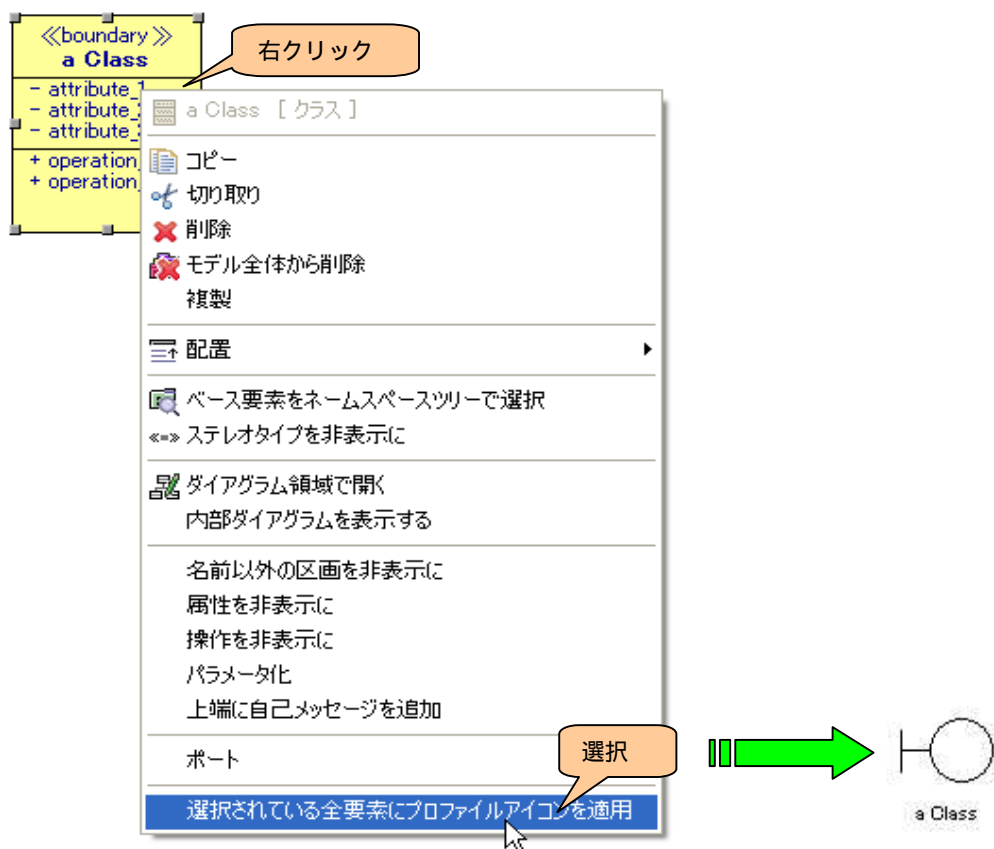 ≪boundary≫
a Class
- attribute_1
- attribute_
- attribute_
+ operation_
+ operation_
右クリック
a Class [クラス]
コピー
切り取り
削除
モデル全体から削除
複製
配置
ベース要素をネームスペースツリーで選択
«=» ステレオタイプを非表示に
ダイアグラム領域で開く
内部ダイアグラムを表示する
名前以外の区画を非表示に
属性を非表示に
操作を非表示に
パラメータ化
上端に自己メッセージを追加
ポート
選択
選択されている全要素にプロファイルアイコンを適用
a Class